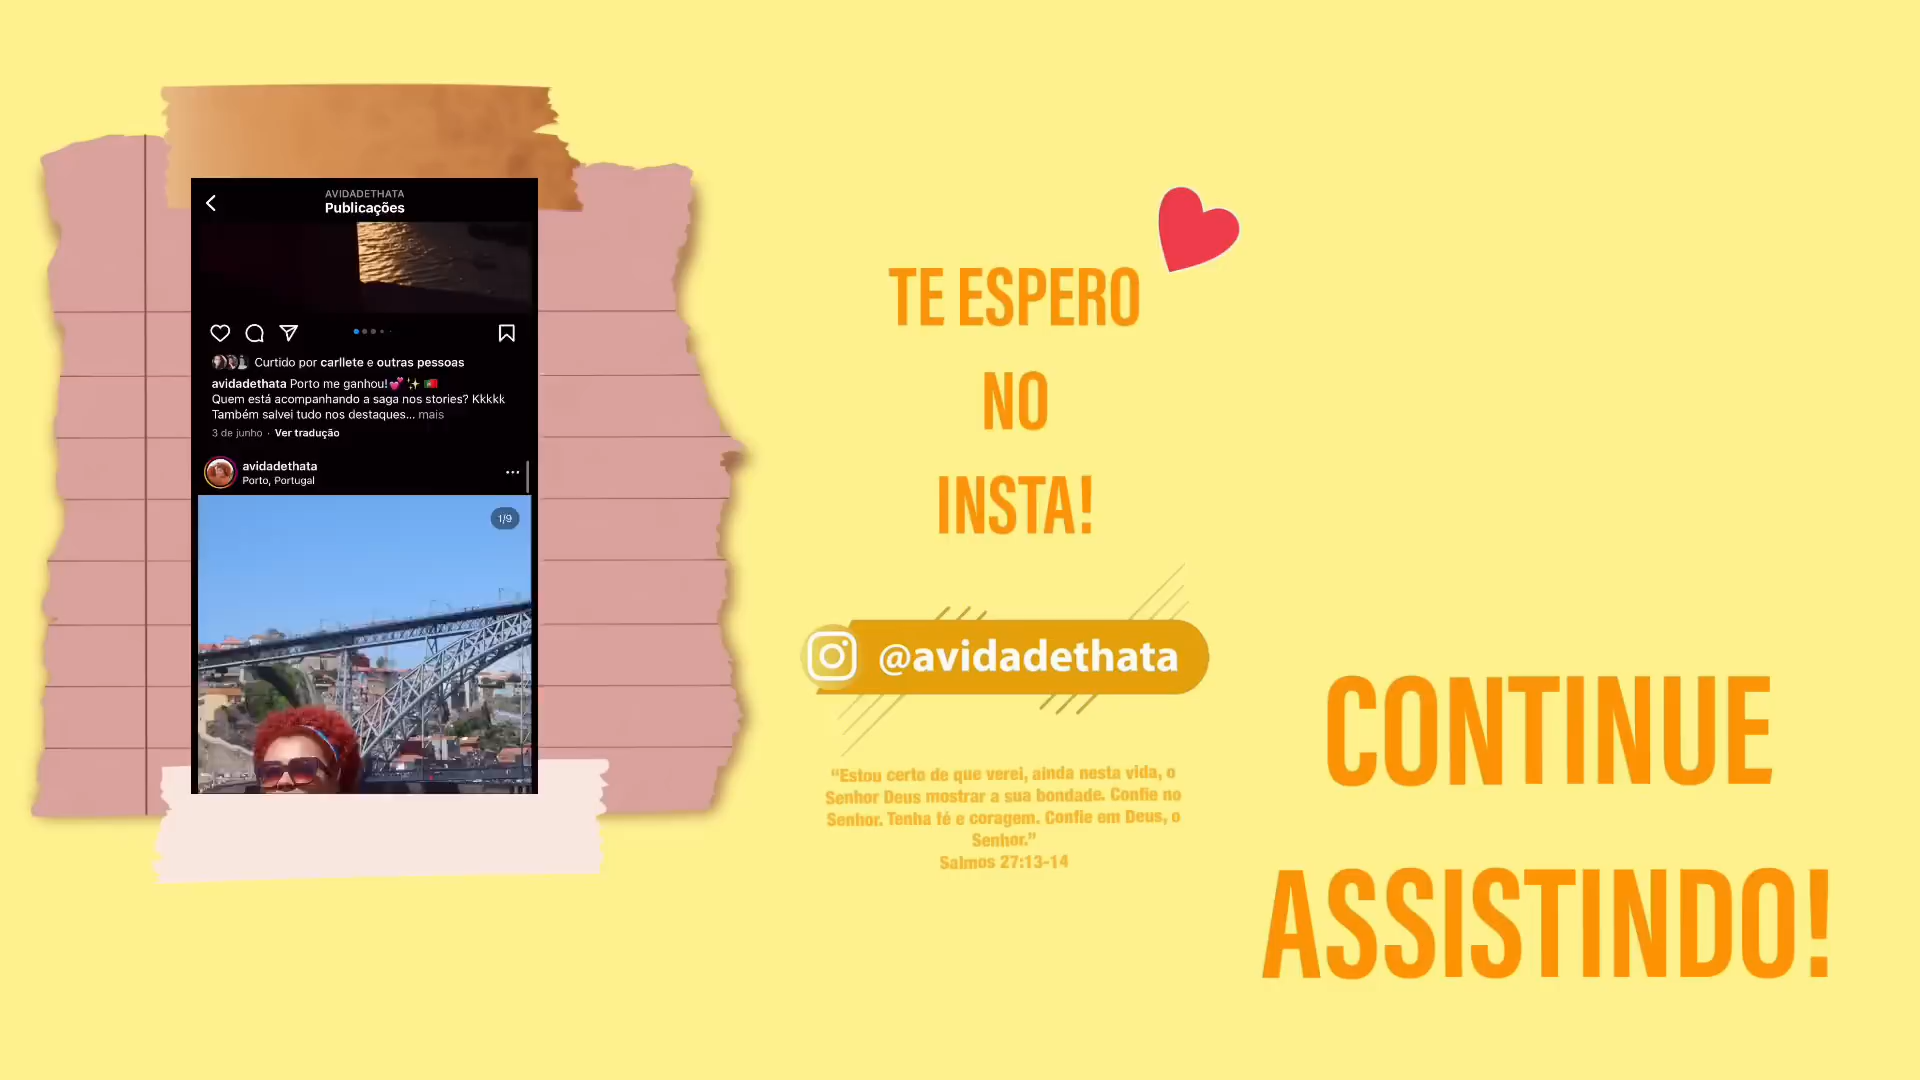 AVIDADETHATA
Publicações
Curtido por carllete e outras pessoas
avidadethata Porto me ganhou!💕✨🇵🇹
Quem está acompanhando a saga nos stories? Kkkkk
Também salvei tudo nos destaques... mais
3 de junho · Ver tradução
avidadethata
Porto, Portugal
1/9
TE ESPERO
NO
INSTA!
@avidadethata
“Estou certo de que verei, ainda nesta vida, o
Senhor Deus mostrar a sua bondade. Confie no
Senhor. Tenha fé e coragem. Confie em Deus, o
Senhor.”
Salmos 27:13-14
CONTINUE
ASSISTINDO!